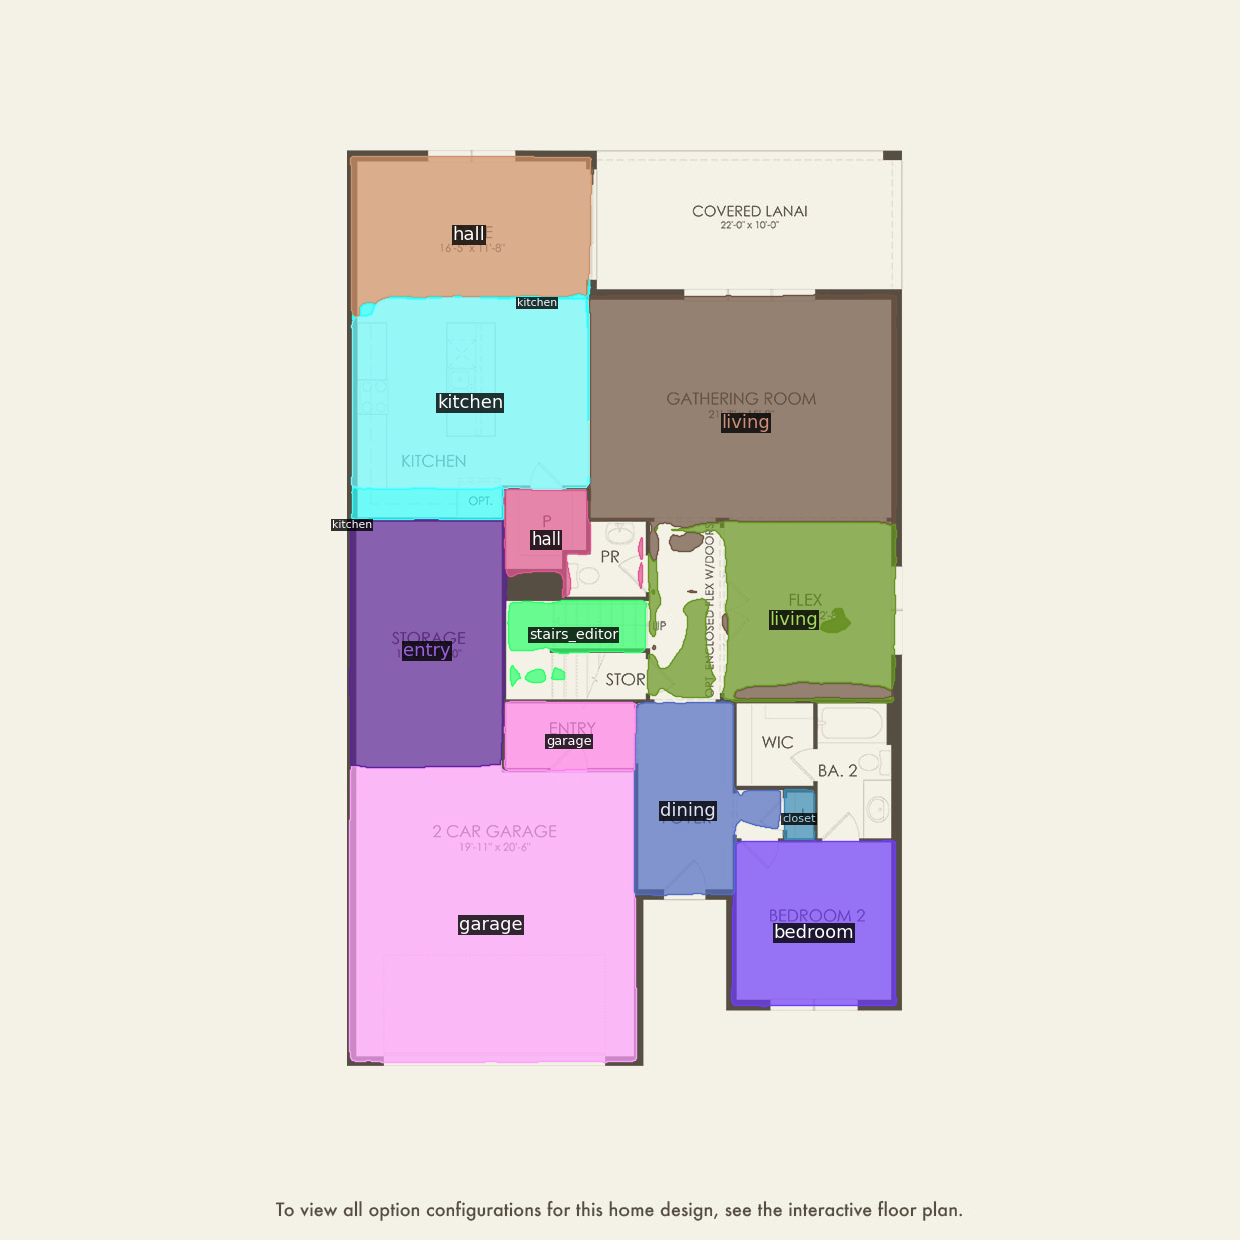 COVERED LANAI
22'-0" x 10'-0"
hall
16'-5" x 11'-8"
kitchen
GATHERING ROOM
kitchen
living
KITCHEN
OPT.
kitchen
P
hall
PR
OPT. ENCLOSED FLEX W/DOORS
FLEX
living
UP
stairs_editor
STORAGE
entry
STOR
ENTRY
garage
WIC
BA. 2
dining
closet
2 CAR GARAGE
19'-11" x 20'-6"
BEDROOM 2
bedroom
garage
To view all option configurations for this home design, see the interactive floor plan.